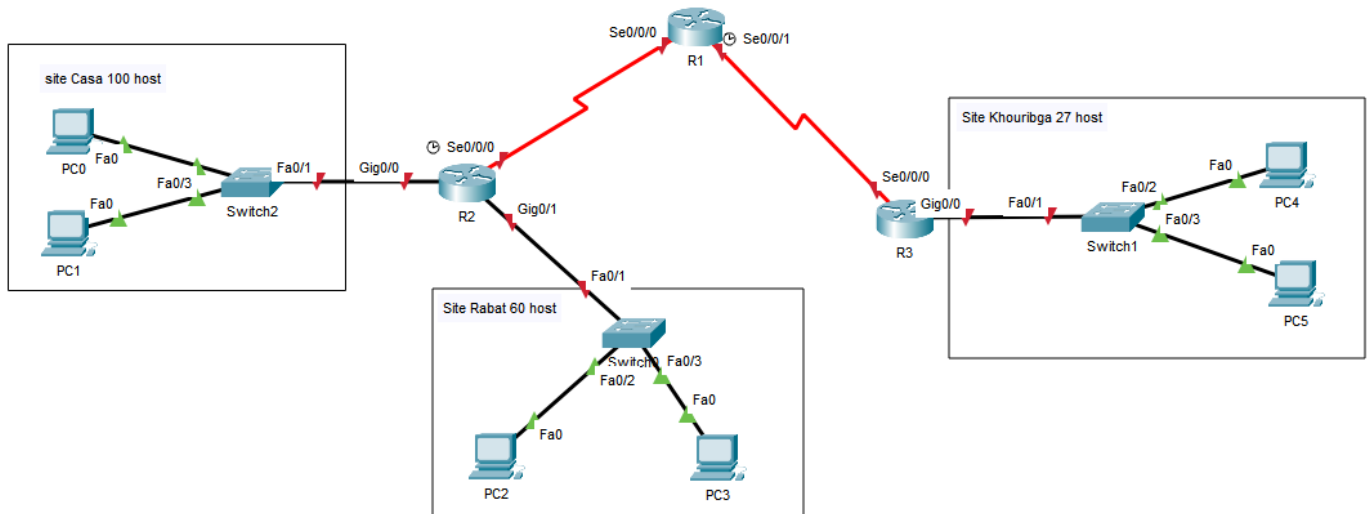 Se0/0/0
Se0/0/1
R1
site Casa 100 host
PC0
Fa0
Fa0/3
Fa0/1
Gig0/0
Se0/0/0
Fa0
Switch2
R2
PC1
Gig0/1
Fa0/1
Site Rabat 60 host
Fa0/2
Fa0/3
Fa0
Fa0
PC2
PC3
Site Khouribga 27 host
Se0/0/0
Gig0/0
Fa0/1
R3
Fa0
Fa0/2
PC4
Fa0/3
Fa0
Switch1
PC5